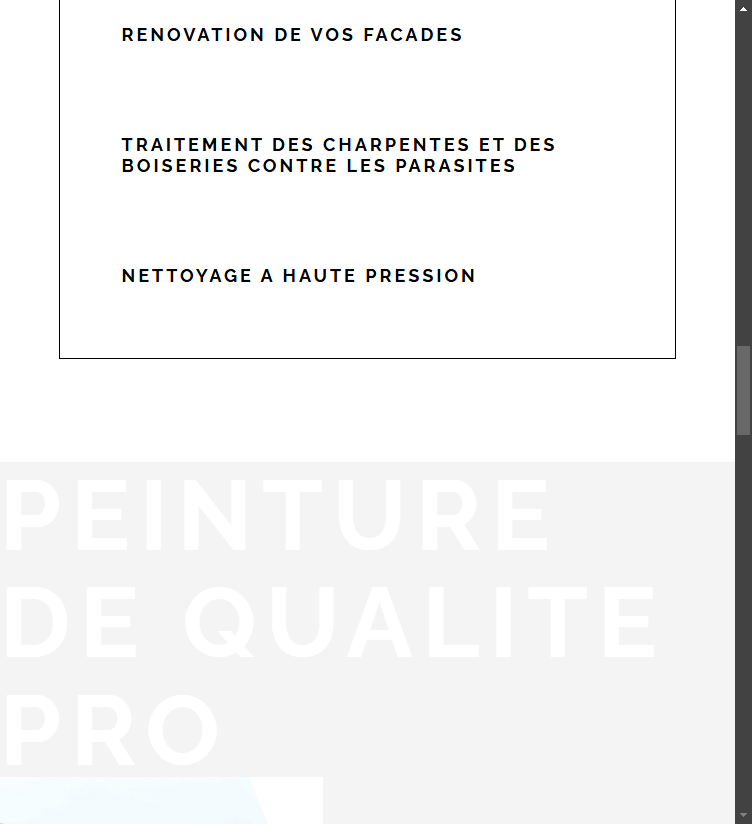 RENOVATION DE VOS FACADES
TRAITEMENT DES CHARPENTES ET DES
BOISERIES CONTRE LES PARASITES
NETTOYAGE A HAUTE PRESSION
PEINTURE
DE QUALITE
PRO